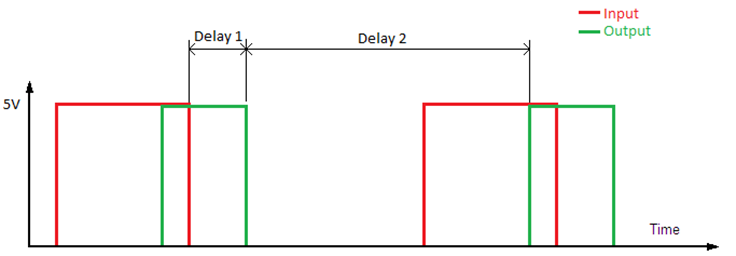 Input
Output
Delay 1
Delay 2
5V
Time